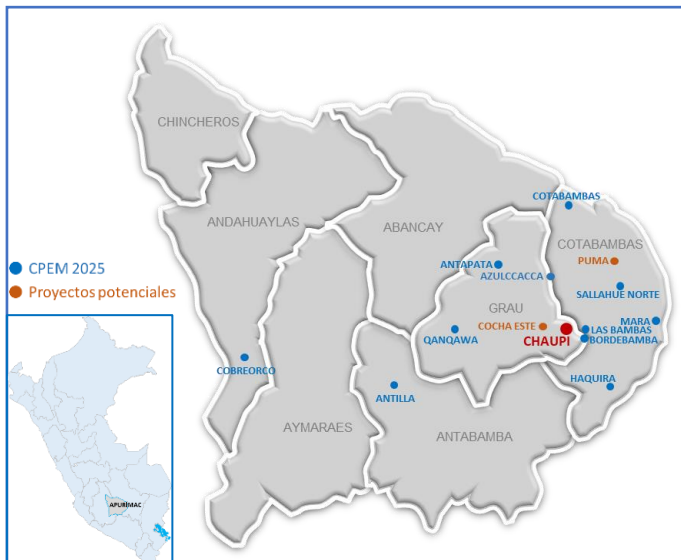 CHINCHEROS
ANDAHUAYLAS
ABANCAY
COTABAMBAS
COTABAMBAS
PUMA
ANTAPATA
AZULCCACCA
SALLAHUE NORTE
GRAU
MARA
COCHA ESTE
LAS BAMBAS
QANQAWA
CHAUPI
BORDEBAMBA
COBREORCO
HAQUIRA
ANTILLA
AYMARAES
ANTABAMBA
CPEM 2025
Proyectos potenciales
APURÍMAC